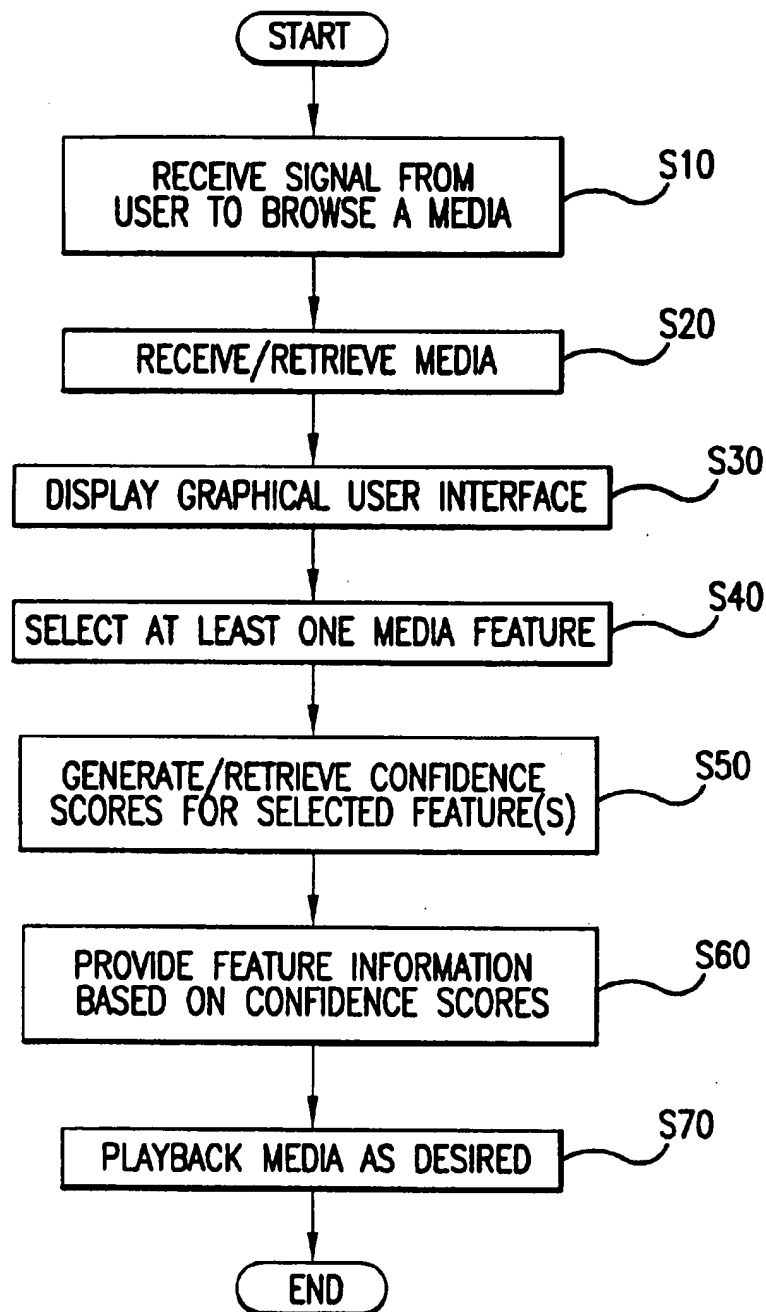 START
RECEIVE SIGNAL FROM
USER TO BROWSE A MEDIA
S10
RECEIVE/RETRIEVE MEDIA
S20
DISPLAY GRAPHICAL USER INTERFACE
S30
SELECT AT LEAST ONE MEDIA FEATURE
S40
GENERATE/RETRIEVE CONFIDENCE
SCORES FOR SELECTED FEATURE(S)
S50
PROVIDE FEATURE INFORMATION
BASED ON CONFIDENCE SCORES
S60
PLAYBACK MEDIA AS DESIRED
S70
END